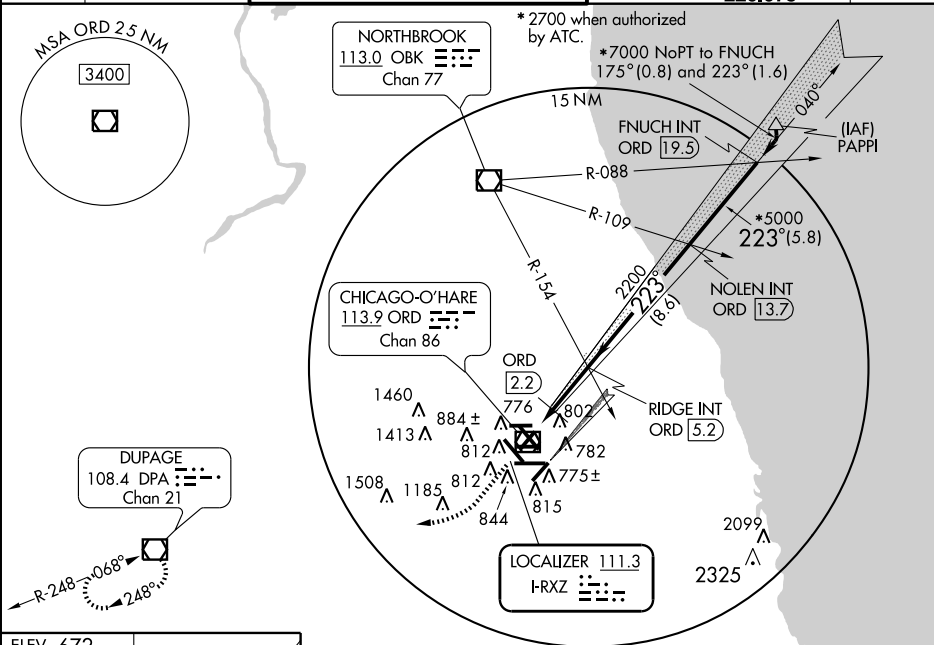 MSA ORD 25 NM
3400
NORTHBROOK
113.0 OBK
Chan 77
* 2700 when authorized
by ATC.
*7000 NoPT to FNUCH
175° (0.8) and 223° (1.6)
15 NM
040°
FNUCH INT
ORD 19.5
(IAF)
PAPPI
R-088
R-109
*5000
223° (5.8)
R-154
2200
223°
(8.6)
NOLEN INT
ORD 13.7
CHICAGO-O'HARE
113.9 ORD
Chan 86
ORD
2.2
1460
776
802
RIDGE INT
ORD 5.2
884 ±
1413
812
782
DUPAGE
108.4 DPA
Chan 21
812
775±
1508
1185
844
815
2099
2325
LOCALIZER 111.3
I-RXZ
R-248
068°
248°
ELEV 672